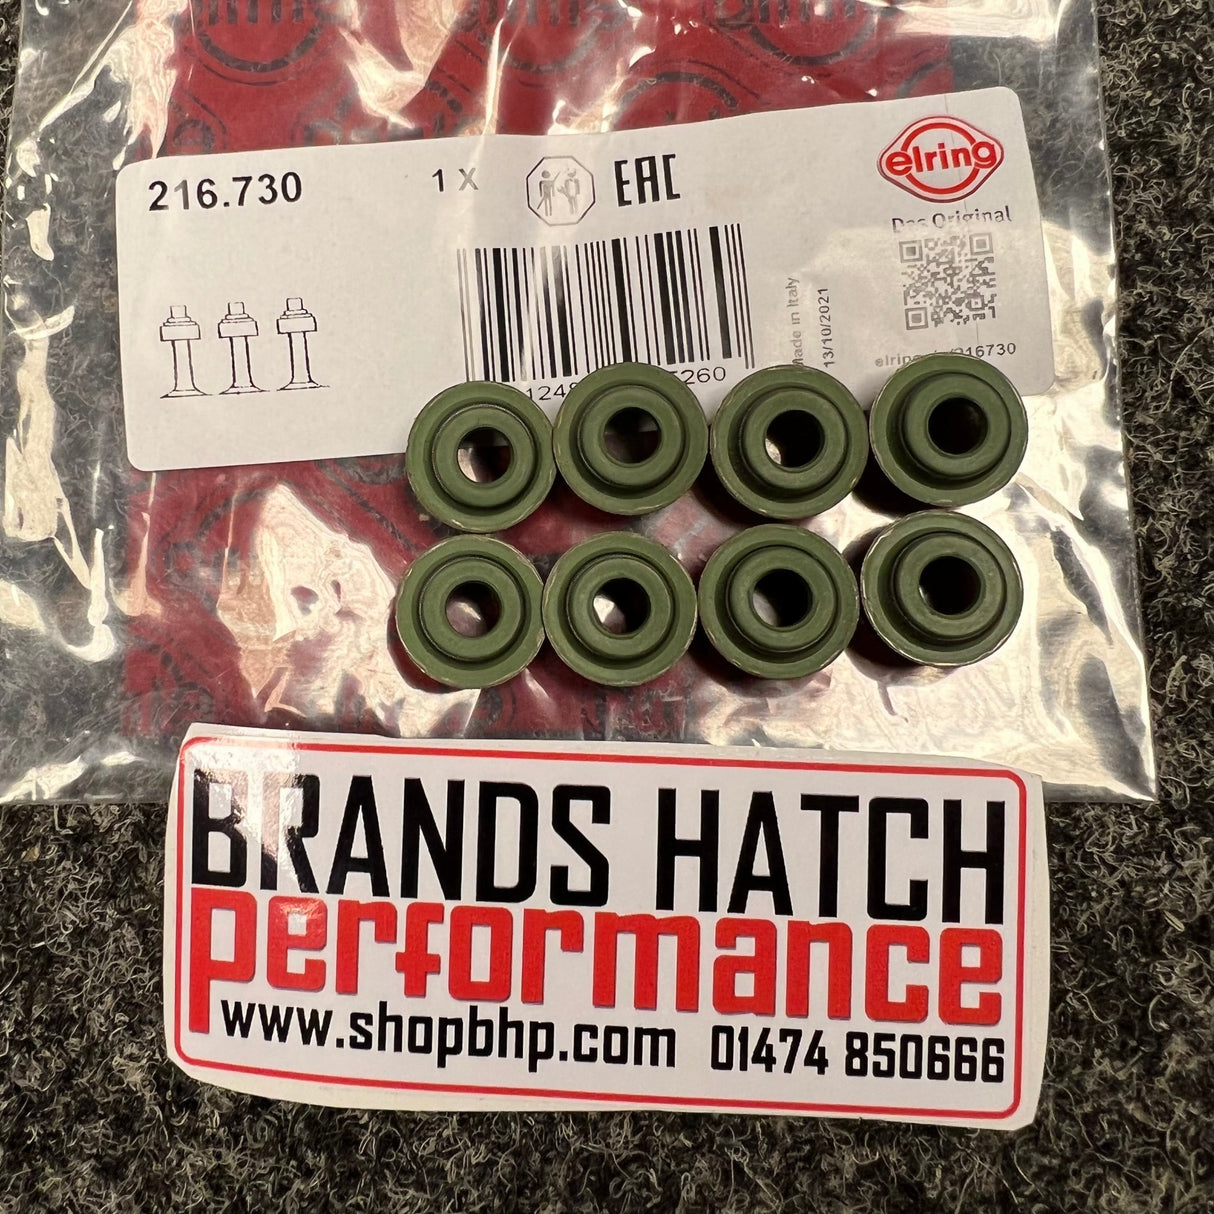 216.730
1 X
EAC
elring
Das Original
Made in Italy
13/10/2021
260
BRANDS HATCH
performance
www.shopbhp.com 01474 850666